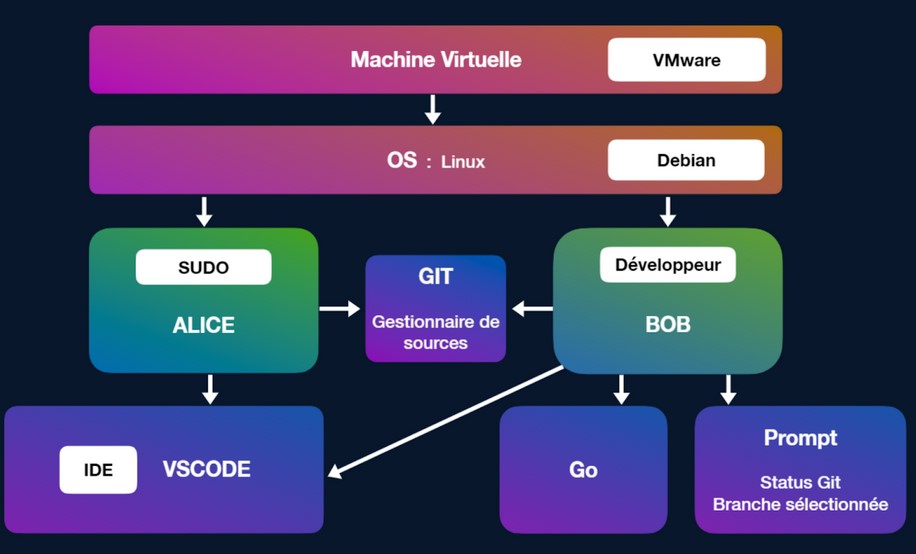 Machine Virtuelle
VMware
OS : Linux
Debian
SUDO
ALICE
GIT
Gestionnaire de
sources
Développeur
BOB
IDE
VSCODE
Go
Prompt
Status Git
Branche sélectionnée